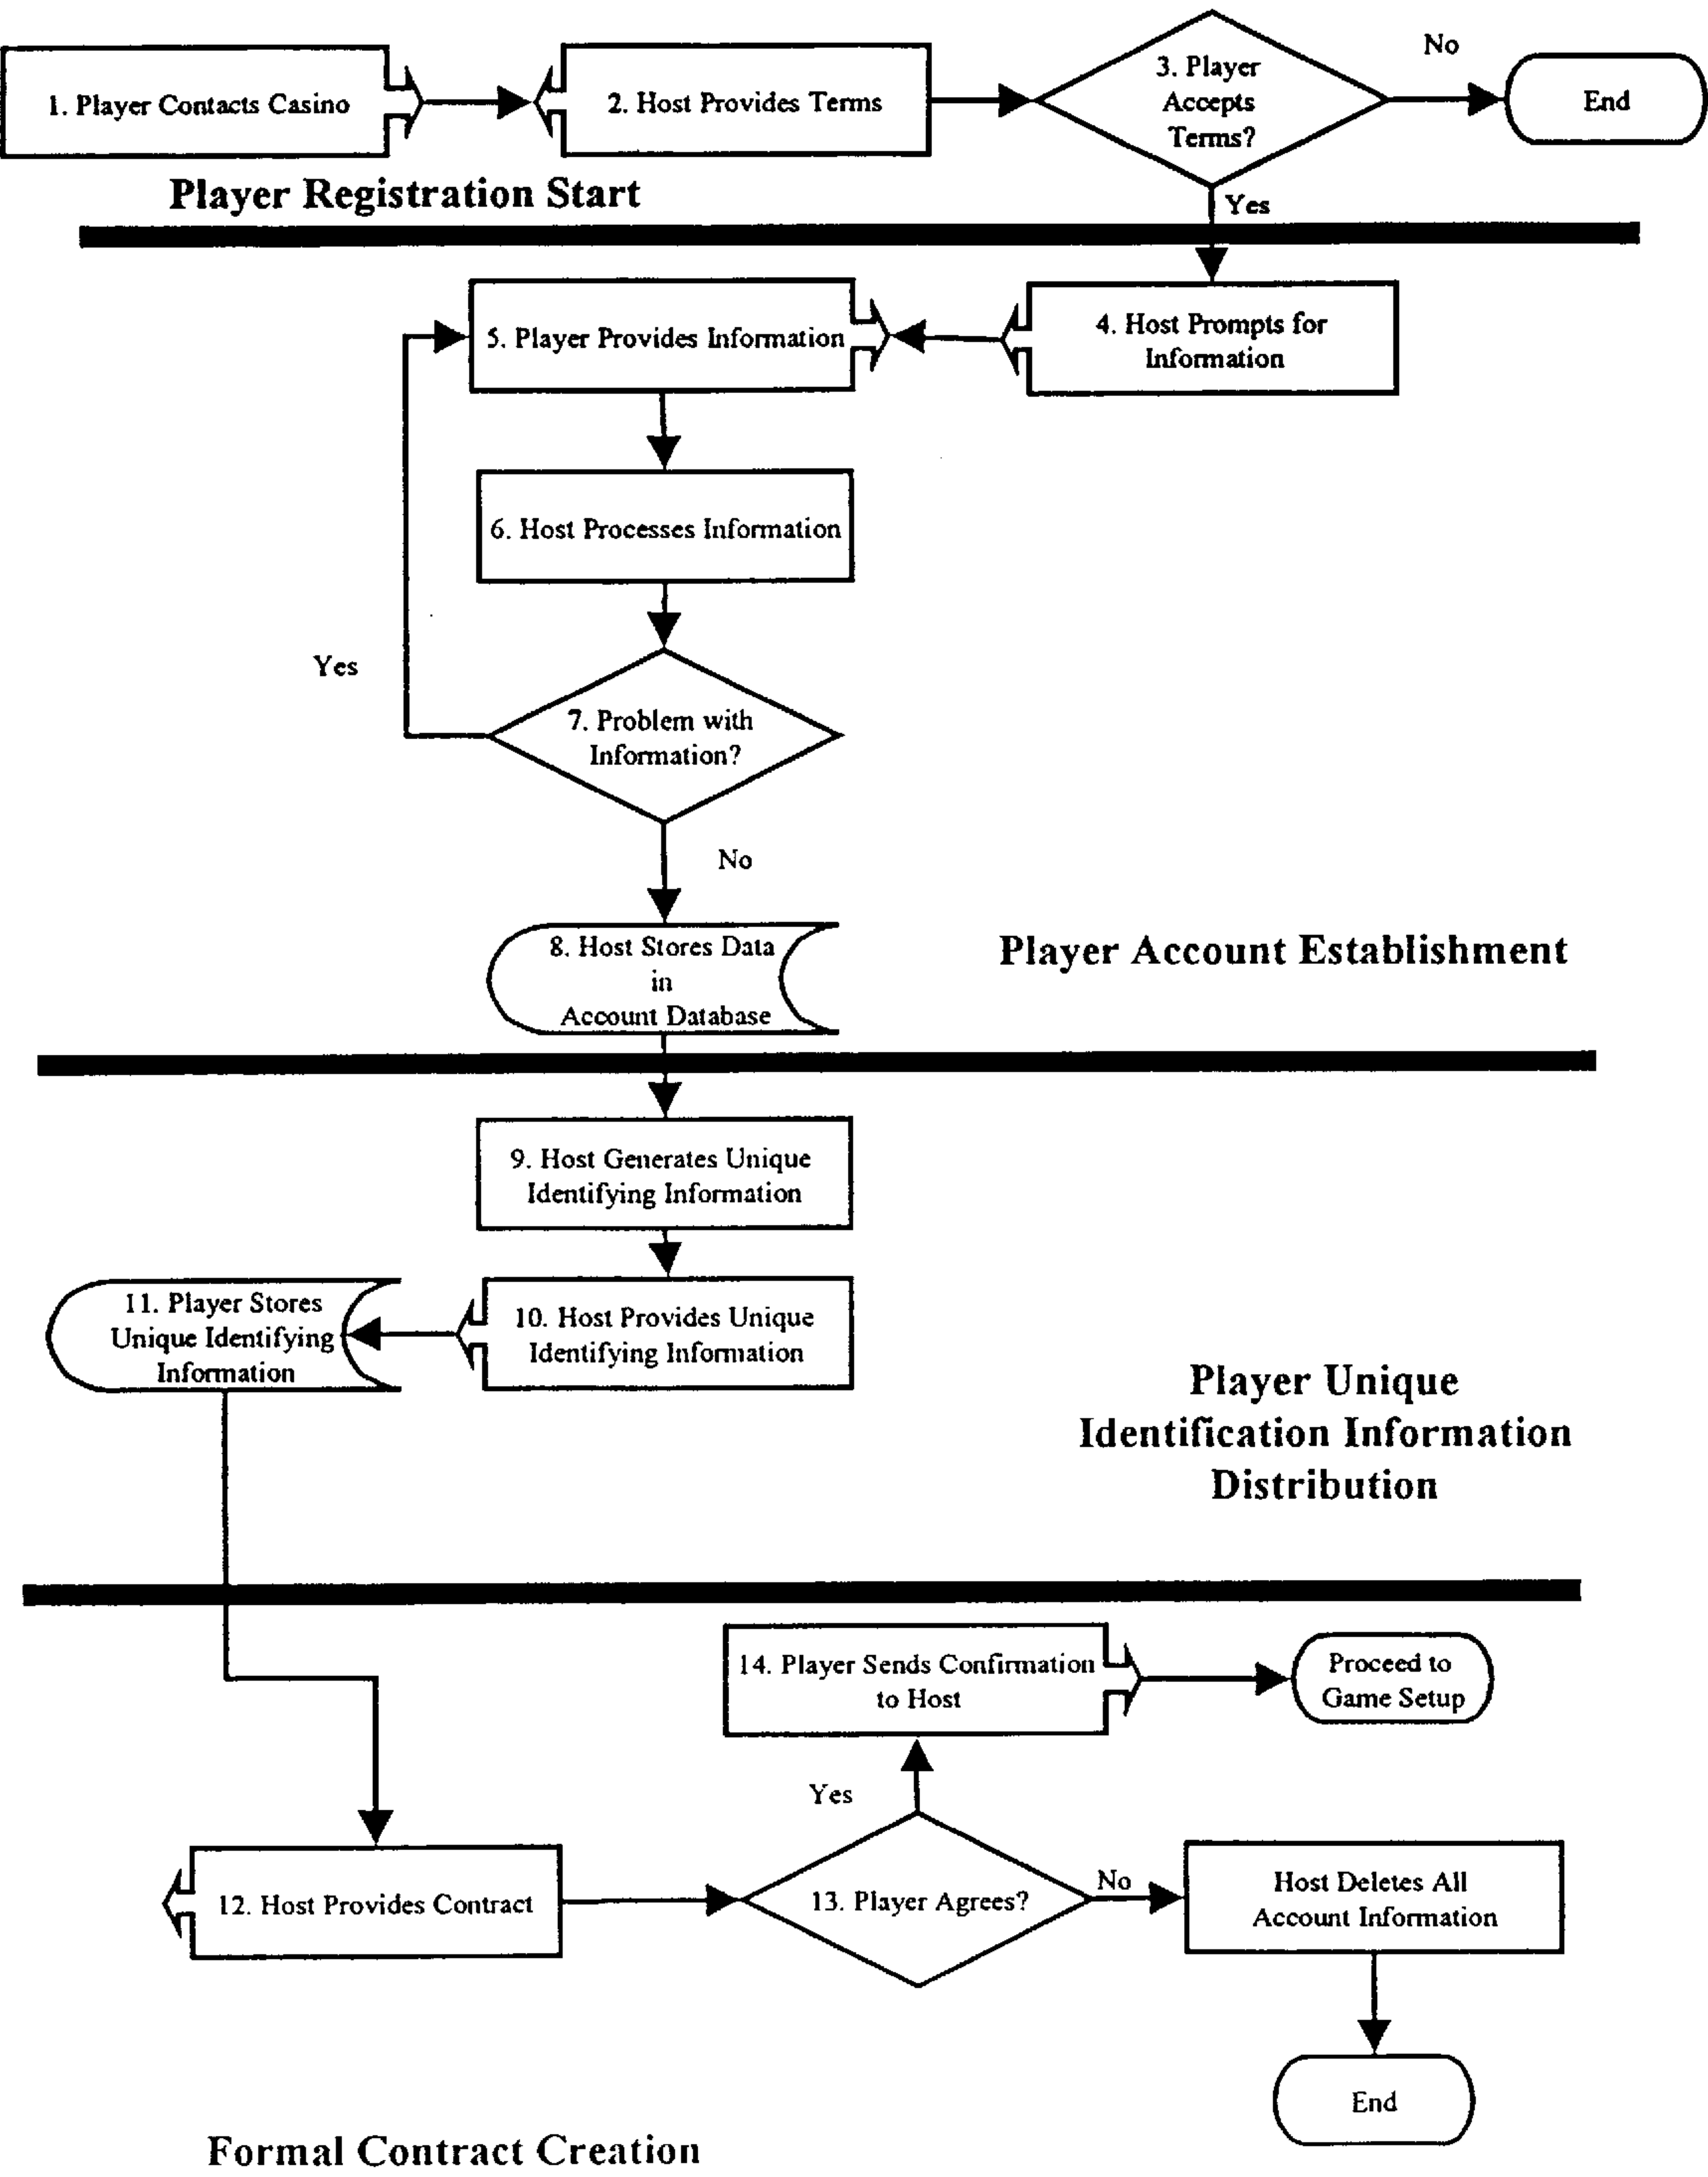 1. Player Contacts Casino
2. Host Provides Terms
3. Player
Accepts
Terms?
No
End
Player Registration Start
Yes
5. Player Provides Information
4. Host Prompts for
Information
6. Host Processes Information
Yes
7. Problem with
Information?
No
8. Host Stores Data
in
Account Database
Player Account Establishment
9. Host Generates Unique
Identifying Information
11. Player Stores
Unique Identifying
Information
10. Host Provides Unique
Identifying Information
Player Unique
Identification Information
Distribution
14. Player Sends Confirmation
to Host
Proceed to
Game Setup
Yes
12. Host Provides Contract
13. Player Agrees?
No
Host Deletes All
Account Information
End
Formal Contract Creation